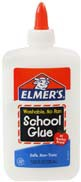 ELMER'S
Washable, No Run
School
Glue
Safe, Non-Toxic